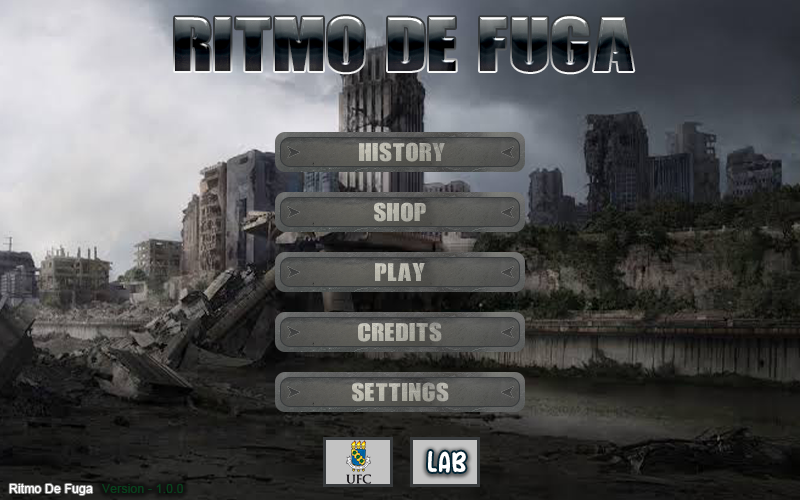 RITMO DE FUGA
HISTORY
SHOP
PLAY
CREDITS
SETTINGS
UFC
LAB
Ritmo De Fuga Version - 1.0.0